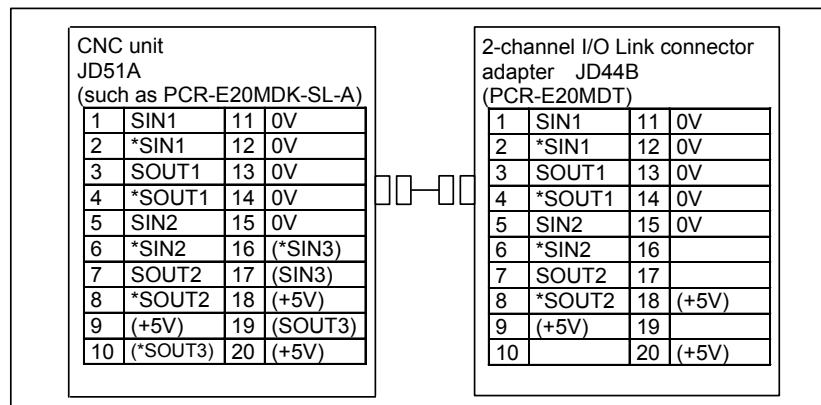 CNC unit
JD51A
(such as PCR-E20MDK-SL-A)
1 SIN1 11 0V
2 *SIN1 12 0V
3 SOUT1 13 0V
4 *SOUT1 14 0V
5 SIN2 15 0V
6 *SIN2 16 (*SIN3)
7 SOUT2 17 (SIN3)
8 *SOUT2 18 (+5V)
9 (+5V) 19 (SOUT3)
10 (*SOUT3) 20 (+5V)
2-channel I/O Link connector
adapter JD44B
(PCR-E20MDT)
1 SIN1 11 0V
2 *SIN1 12 0V
3 SOUT1 13 0V
4 *SOUT1 14 0V
5 SIN2 15 0V
6 *SIN2 16
7 SOUT2 17
8 *SOUT2 18 (+5V)
9 (+5V) 19
10 20 (+5V)